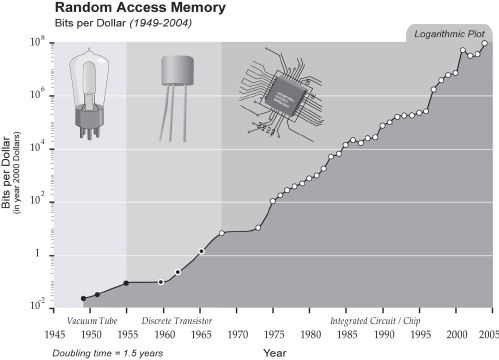 Random Access Memory
Bits per Dollar (1949-2004)
Logarithmic Plot
Bits per Dollar
(in year 2000 Dollars)
10^8
10^6
10^4
10^2
1
10^-2
Vacuum Tube
Discrete Transistor
Integrated Circuit / Chip
1945 1950 1955 1960 1965 1970 1975 1980 1985 1990 1995 2000 2005
Doubling time = 1.5 years
Year